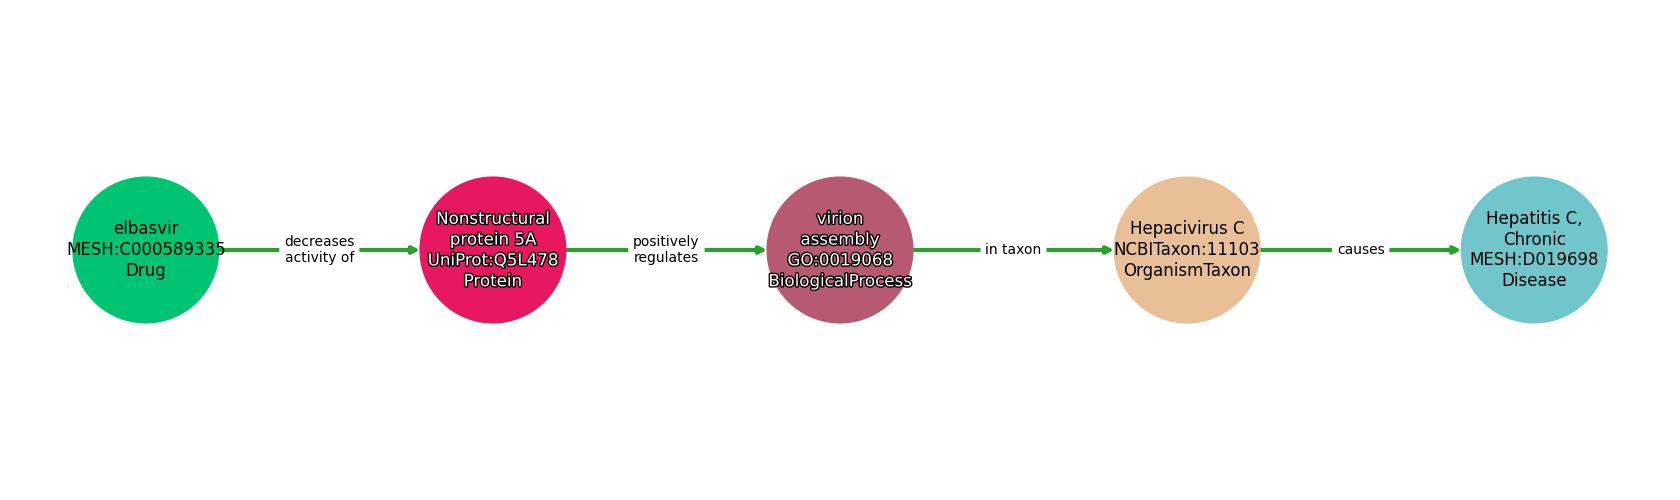 elbasvir
MESH:C000589335
Drug
decreases
activity of
Nonstructural
protein 5A
UniProt:Q5L478
Protein
positively
regulates
virion
assembly
GO:0019068
BiologicalProcess
in taxon
Hepacivirus C
NCBITaxon:11103
OrganismTaxon
causes
Hepatitis C,
Chronic
MESH:D019698
Disease